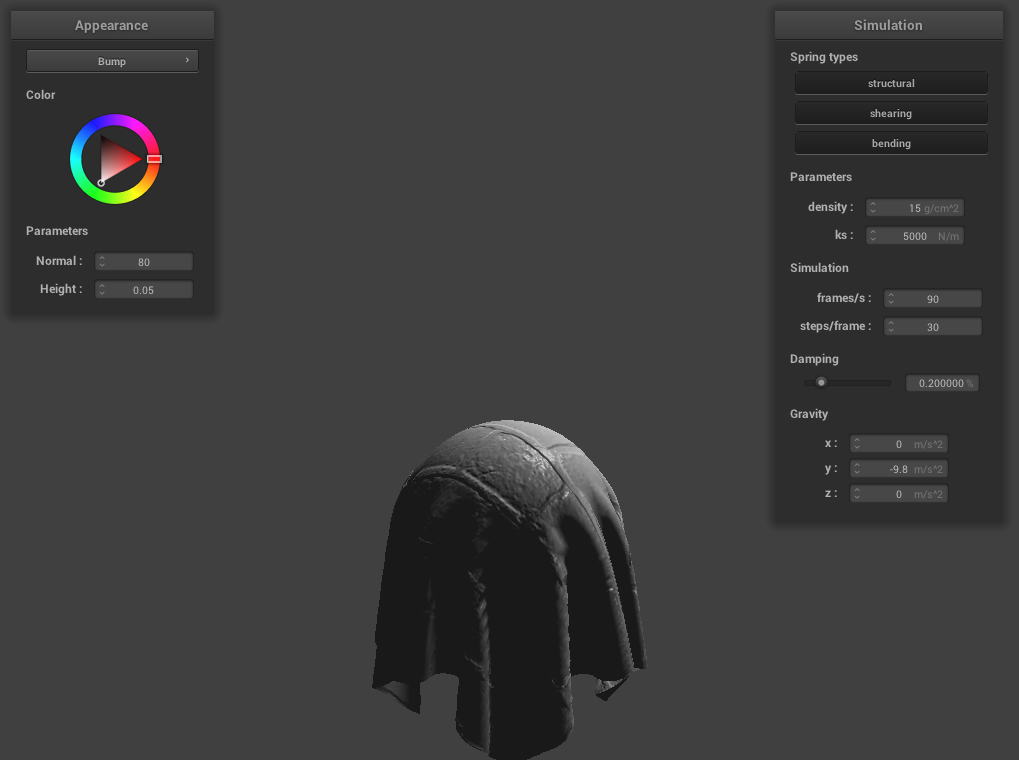 Appearance
Bump
Color
Parameters
Normal : 80
Height : 0.05
Simulation
Spring types
structural
shearing
bending
Parameters
density : 15 g/cm^2
ks : 5000 N/m
Simulation
frames/s : 90
steps/frame : 30
Damping
0.200000 %
Gravity
x : 0 m/s^2
y : -9.8 m/s^2
z : 0 m/s^2